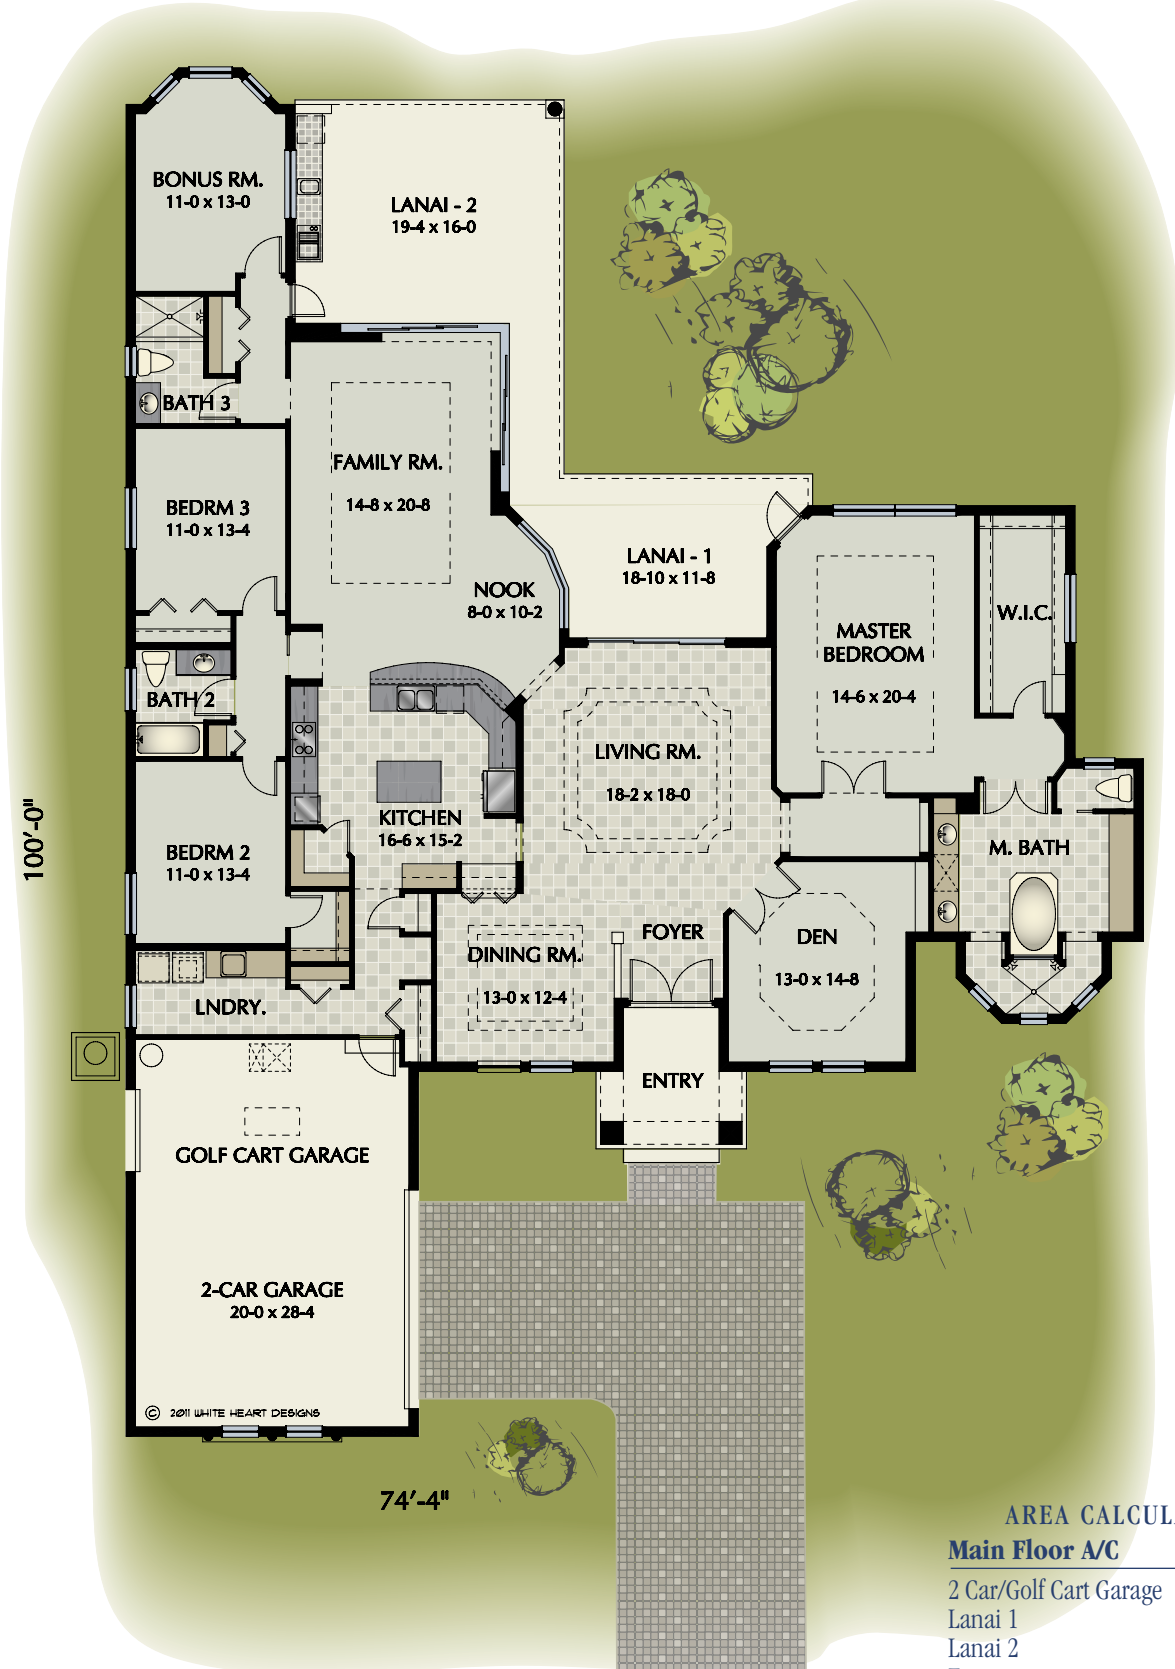 BONUS RM.
11-0 x 13-0
LANAI - 2
19-4 x 16-0
BATH 3
FAMILY RM.
14-8 x 20-8
BEDRM 3
11-0 x 13-4
LANAI - 1
18-10 x 11-8
NOOK
8-0 x 10-2
W.I.C.
MASTER
BEDROOM
14-6 x 20-4
BATH 2
LIVING RM.
18-2 x 18-0
KITCHEN
16-6 x 15-2
100'-0"
BEDRM 2
11-0 x 13-4
M. BATH
FOYER
DEN
13-0 x 14-8
DINING RM.
13-0 x 12-4
LNDRY.
ENTRY
GOLF CART GARAGE
2-CAR GARAGE
20-0 x 28-4
© 2011 WHITE HEART DESIGNS
74'-4"
AREA CALCUL
Main Floor A/C
2 Car/Golf Cart Garage
Lanai 1
Lanai 2